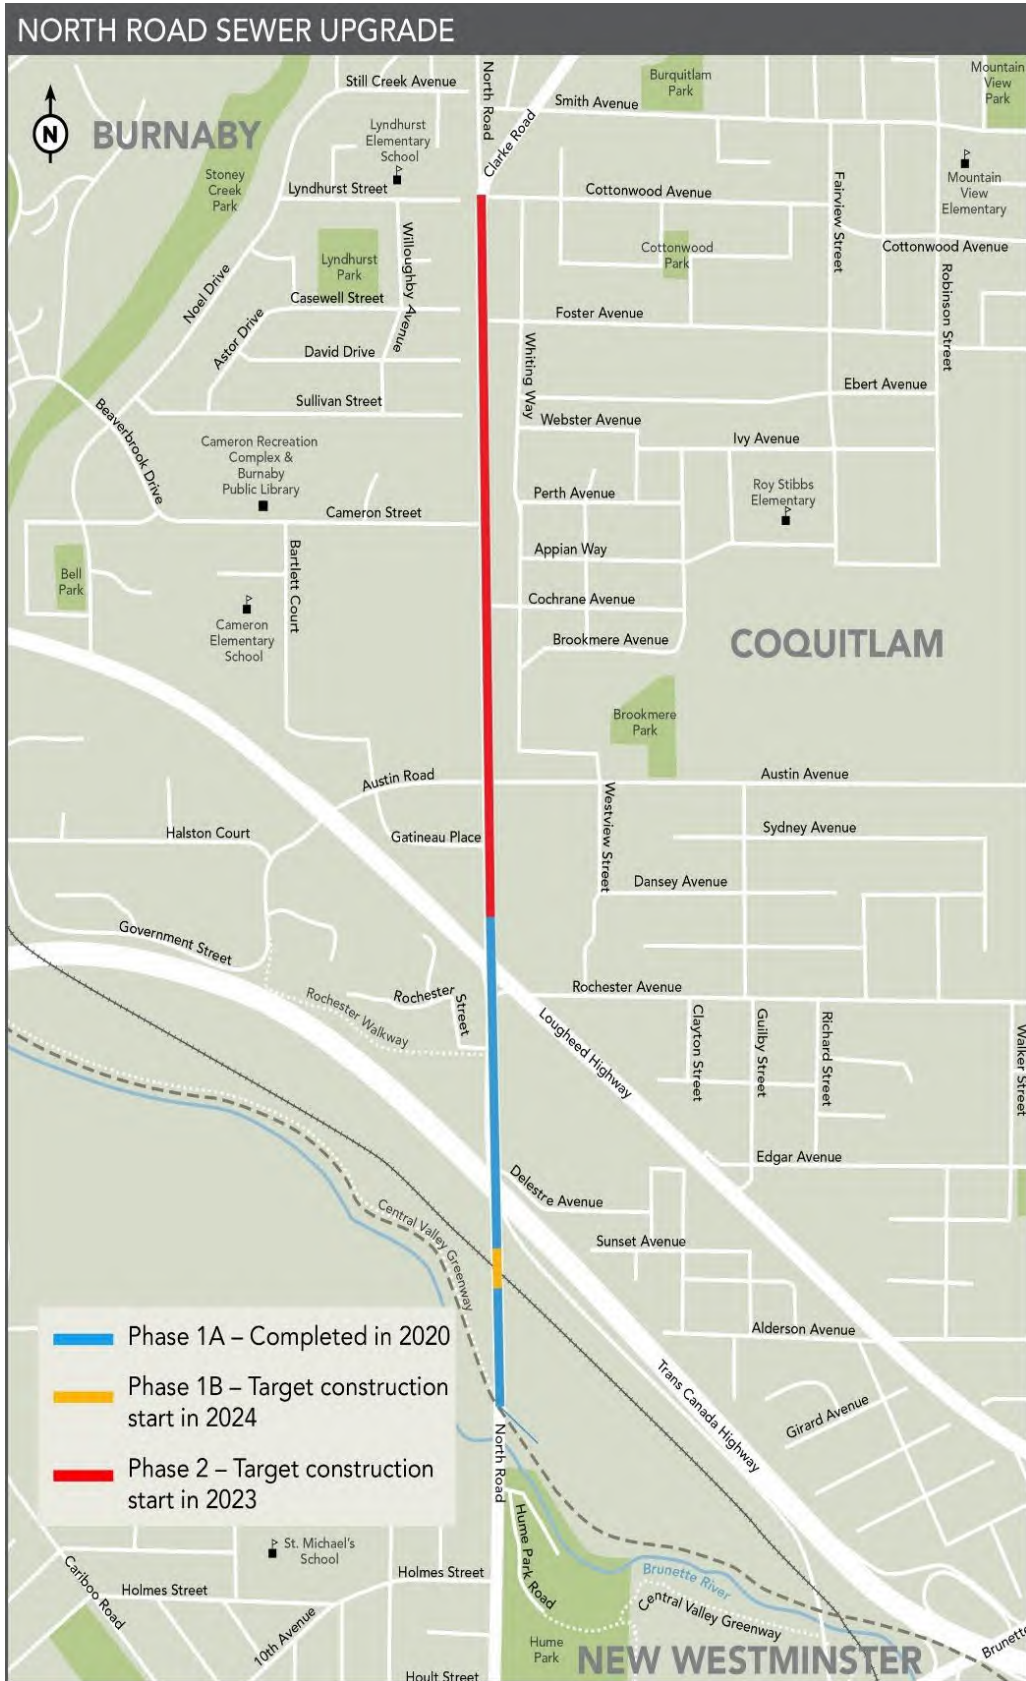 NORTH ROAD SEWER UPGRADE
N
BURNABY
Still Creek Avenue
North Road
Clarke Road
Burquitlam
Park
Mountain
View
Park
Smith Avenue
Lyndhurst
Elementary
School
Stoney
Creek
Park
Lyndhurst Street
Cottonwood Avenue
Fairview Street
Mountain
View
Elementary
Willoughby Avenue
Lyndhurst
Park
Cottonwood
Park
Cottonwood Avenue
Noel Drive
Casewell Street
Robinson Street
Astor Drive
Foster Avenue
David Drive
Whiting Way
Ebert Avenue
Sullivan Street
Beaverbrook Drive
Webster Avenue
Ivy Avenue
Cameron Recreation
Complex &
Burnaby
Public Library
Perth Avenue
Roy Stibbs
Elementary
Cameron Street
Bartlett Court
Appian Way
Bell
Park
Cochrane Avenue
Cameron
Elementary
School
Brookmere Avenue
COQUITLAM
Brookmere
Park
Austin Road
Austin Avenue
Westview Street
Halston Court
Gatineau Place
Sydney Avenue
Dansey Avenue
Government Street
Rochester Avenue
Rochester
Street
Rochester Walkway
Lougheed Highway
Clayton Street
Guilby Street
Richard Street
Walker Street
Edgar Avenue
Delestre Avenue
Central Valley Greenway
Sunset Avenue
Phase 1A – Completed in 2020
Phase 1B – Target construction
start in 2024
Phase 2 – Target construction
start in 2023
Alderson Avenue
Trans Canada Highway
Girard Avenue
North Road
Hume Park Road
St. Michael's
School
Cariboo Road
Holmes Street
Holmes Street
10th Avenue
Brunette River
Central Valley Greenway
Hume
Park
NEW WESTMINSTER
Brunette
Hoult Street